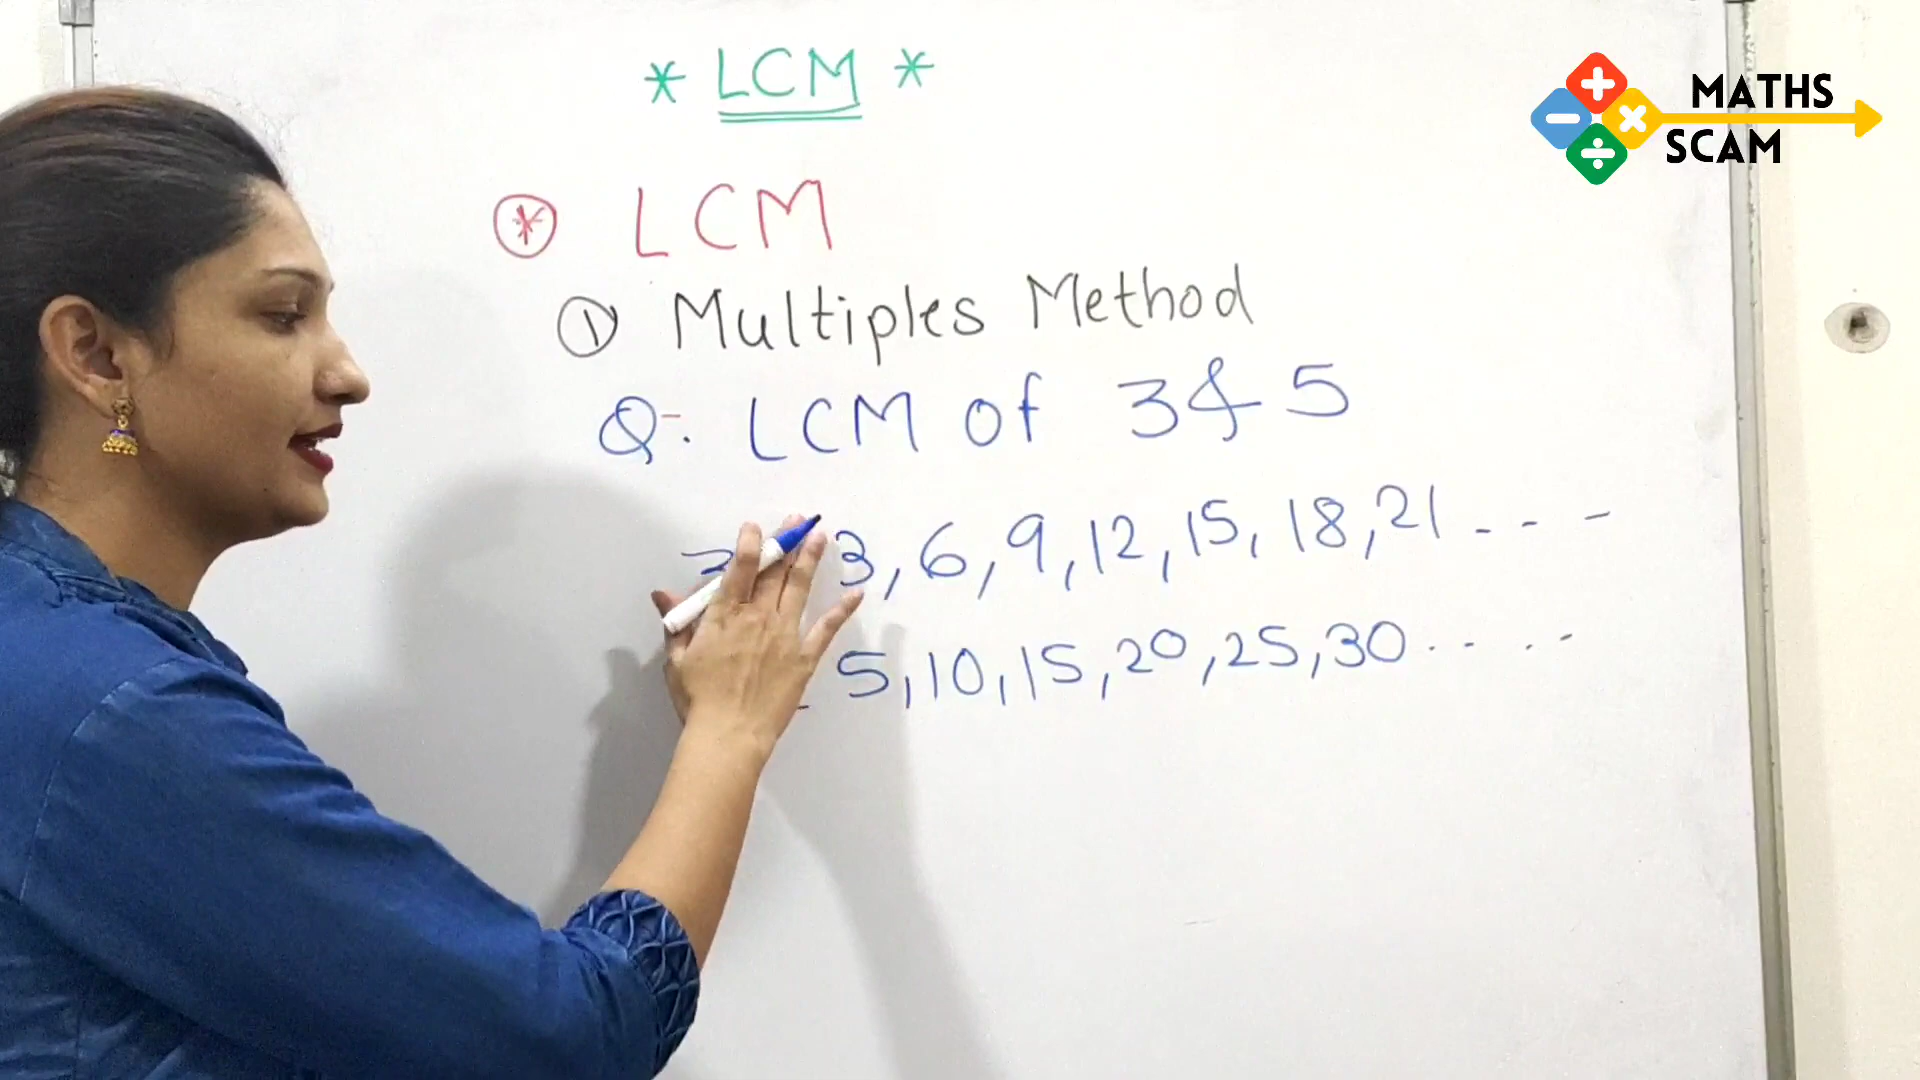 * LCM *
MATHS
SCAM
* LCM
1 Multiples Method
Q-. LCM of 3 & 5
3, 6, 9, 12, 15, 18, 21 - - -
5, 10, 15, 20, 25, 30 . . . .